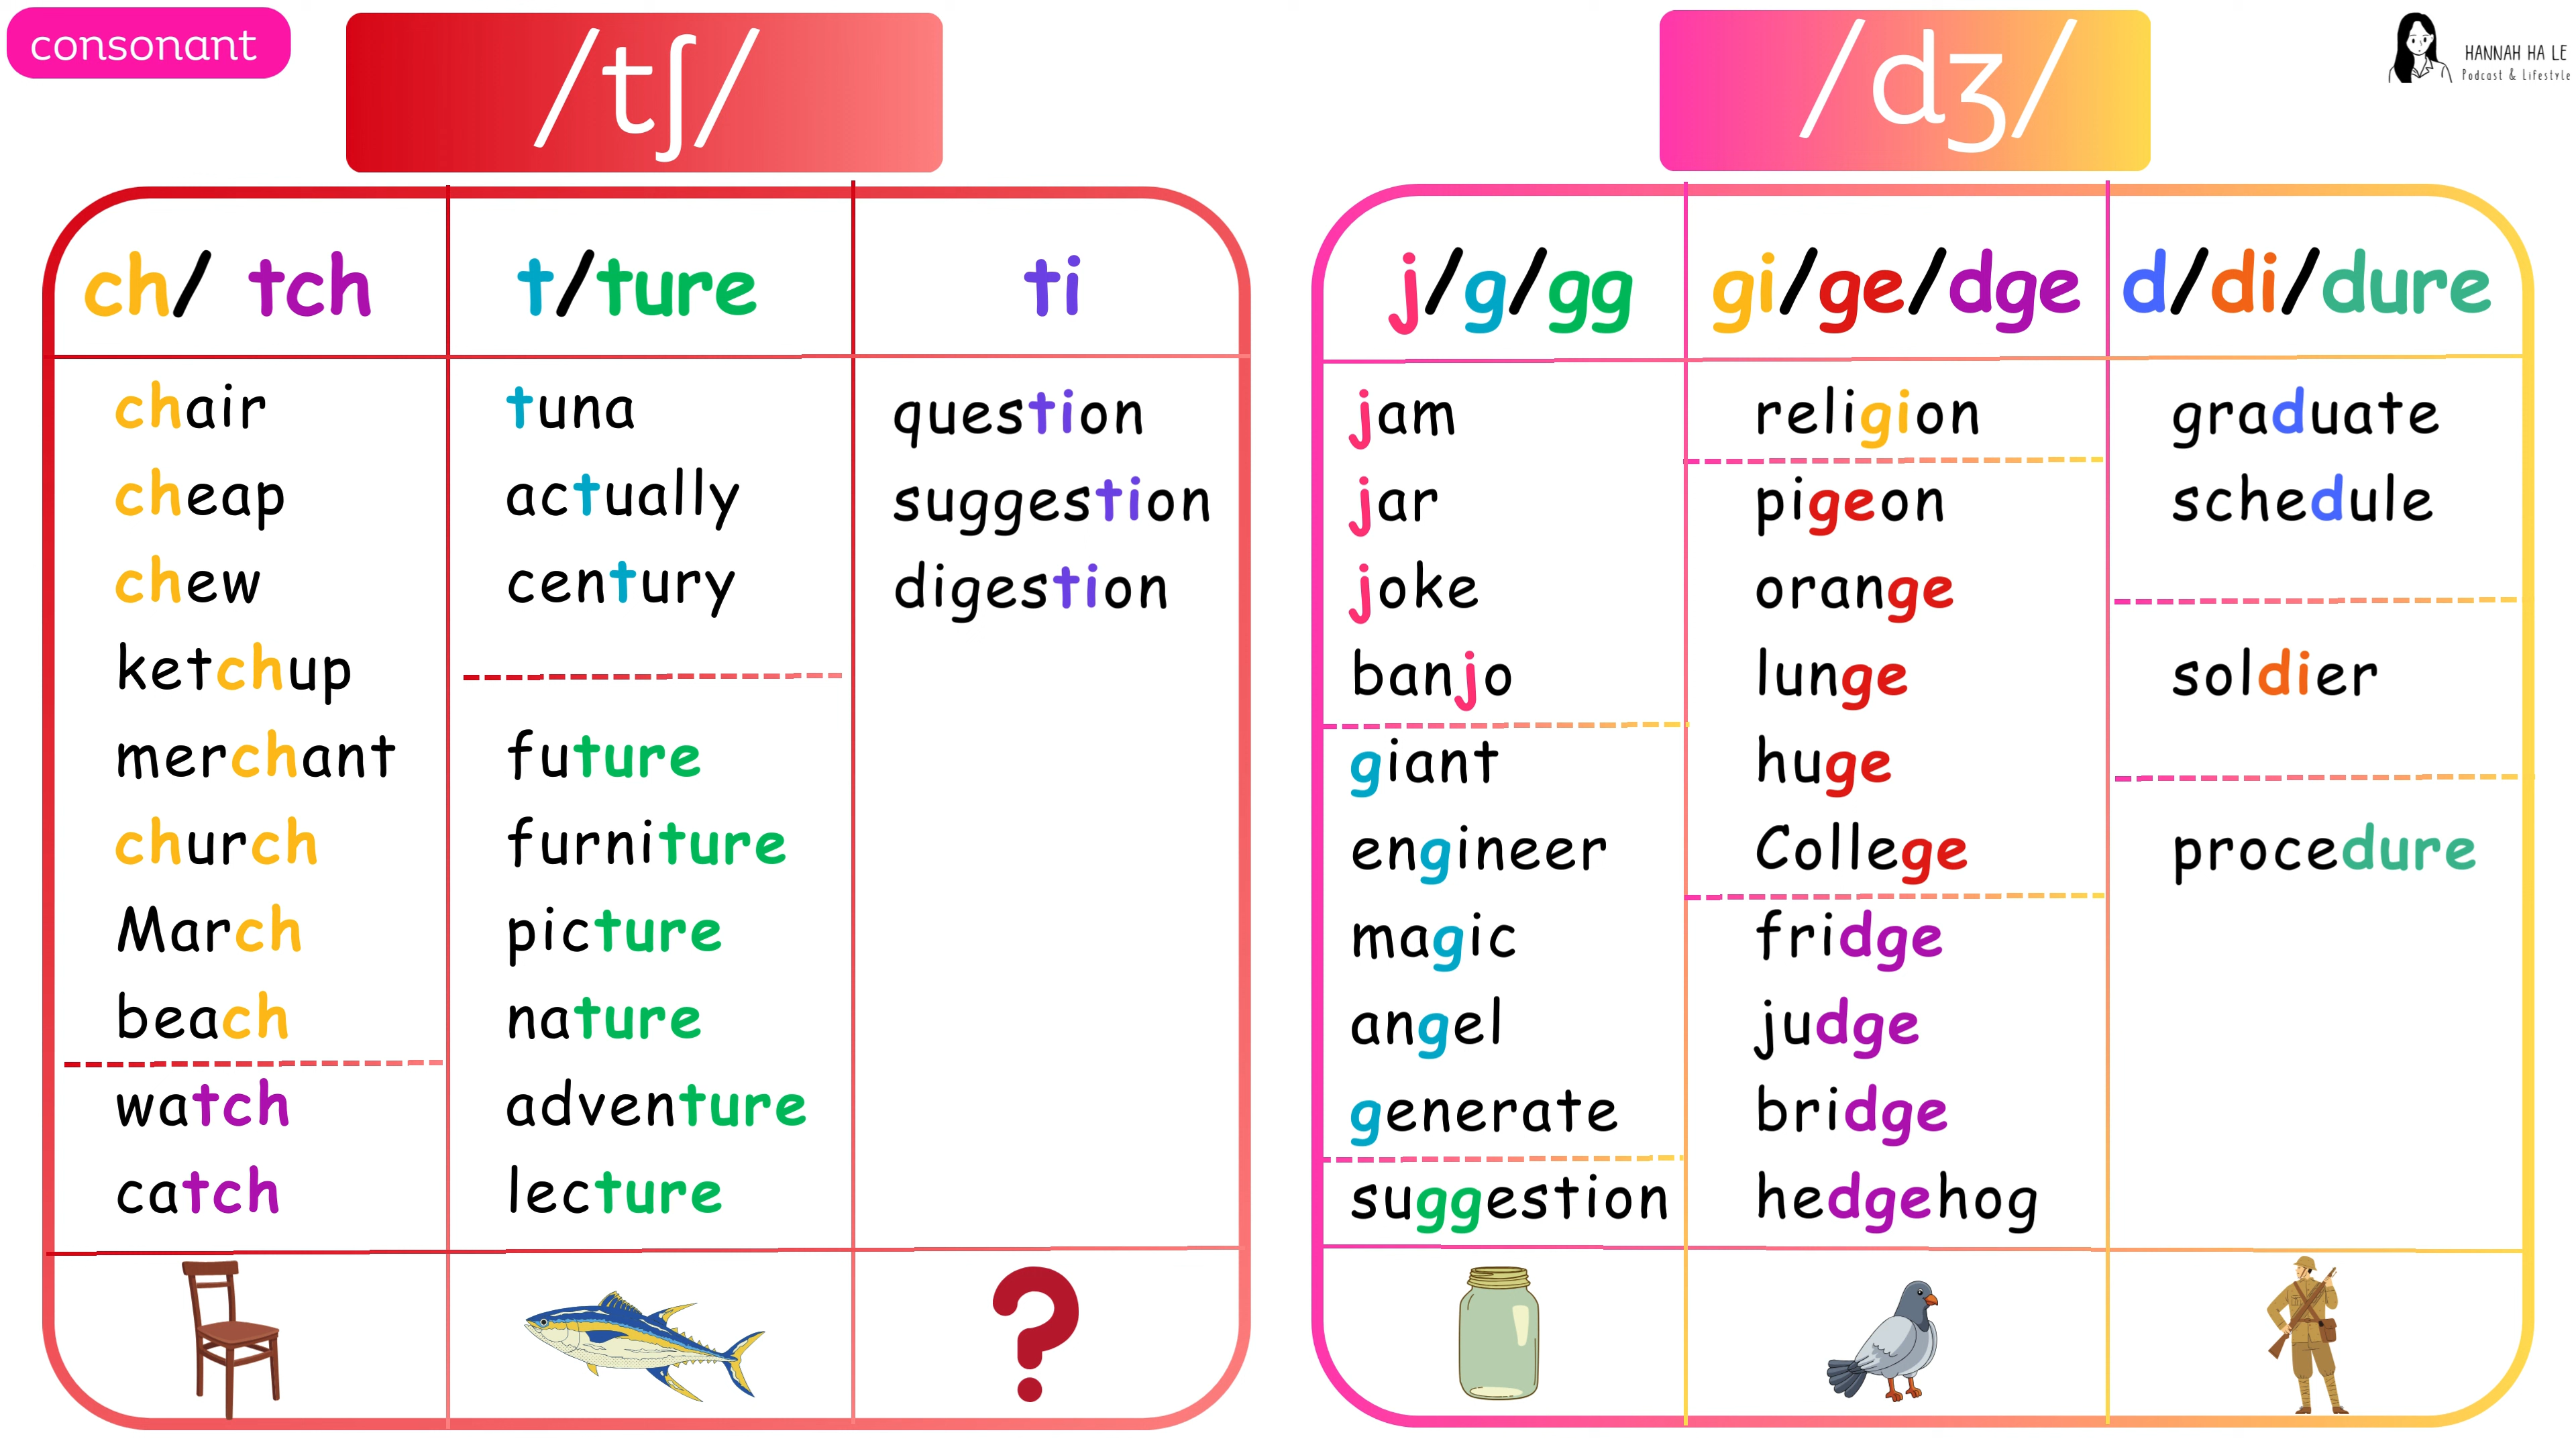 consonant
/tʃ/
/dʒ/
HANNAH HA LE
Podcast & Lifestyle
ch/ tch
chair
cheap
chew
ketchup
merchant
church
March
beach
watch
catch
t/ture
tuna
actually
century
future
furniture
picture
nature
adventure
lecture
ti
question
suggestion
digestion
?
j/g/gg
jam
jar
joke
banjo
giant
engineer
magic
angel
generate
suggestion
gi/ge/dge
religion
pigeon
orange
lunge
huge
College
fridge
judge
bridge
hedgehog
d/di/dure
graduate
schedule
soldier
procedure